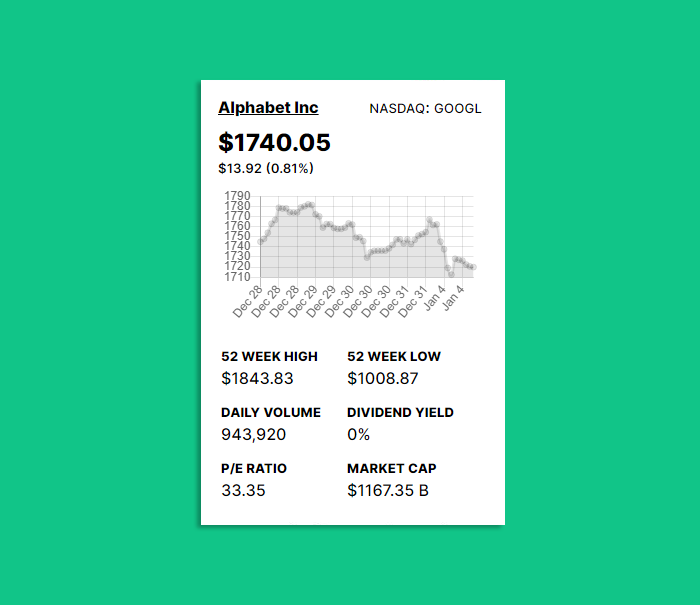 Alphabet Inc NASDAQ: GOOGL
$1740.05
$13.92 (0.81%)
1790
1780
1770
1760
1750
1740
1730
1720
1710
Dec 28 Dec 28 Dec 28 Dec 29 Dec 29 Dec 30 Dec 30 Dec 30 Dec 31 Dec 31 Jan 4 Jan 4
52 WEEK HIGH 52 WEEK LOW
$1843.83 $1008.87
DAILY VOLUME DIVIDEND YIELD
943,920 0%
P/E RATIO MARKET CAP
33.35 $1167.35 B